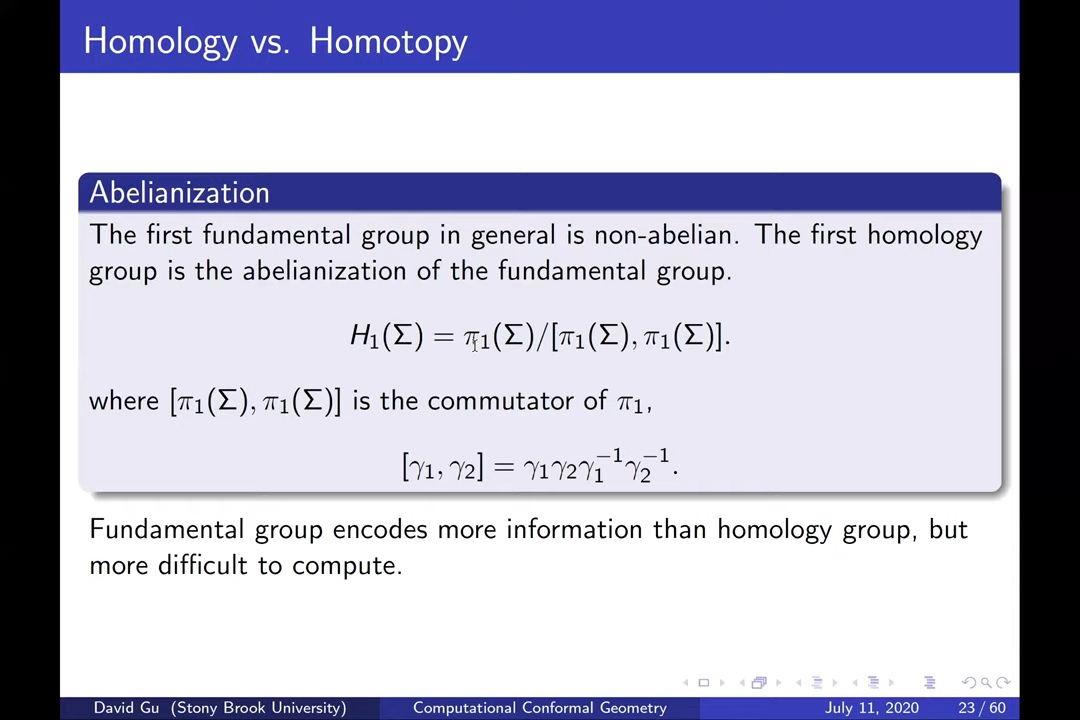 Homology vs. Homotopy
Abelianization
The first fundamental group in general is non-abelian. The first homology
group is the abelianization of the fundamental group.
H₁(Σ) = π₁(Σ)/[π₁(Σ), π₁(Σ)].
where [π₁(Σ), π₁(Σ)] is the commutator of π₁,
[γ₁, γ₂] = γ₁γ₂γ₁⁻¹γ₂⁻¹.
Fundamental group encodes more information than homology group, but
more difficult to compute.
David Gu (Stony Brook University) Computational Conformal Geometry July 11, 2020 23 / 60